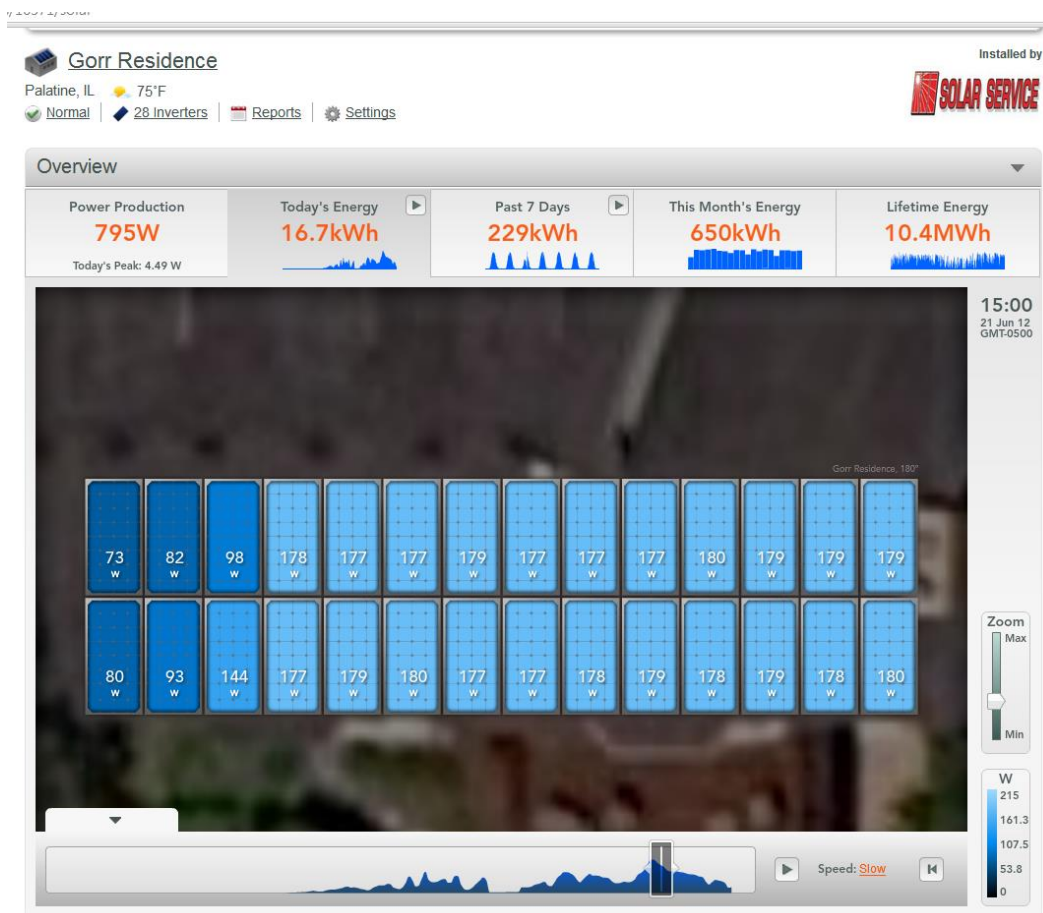 Gorr Residence
Installed by
Palatine, IL 75°F
SOLAR SERVICE
Normal 28 Inverters Reports Settings
Overview
Power Production Today's Energy Past 7 Days This Month's Energy Lifetime Energy
795W 16.7kWh 229kWh 650kWh 10.4MWh
Today's Peak: 4.49 W
15:00
21 Jun 12
GMT-0500
Gorr Residence, 180°
73 82 98 178 177 177 179 177 177 177 180 179 179 179
W W W W W W W W W W W W W W
80 93 144 177 179 180 177 177 178 179 178 179 178 180
W W W W W W W W W W W W W W
Zoom
Max
Min
W
215
161.3
107.5
53.8
0
Speed: Slow